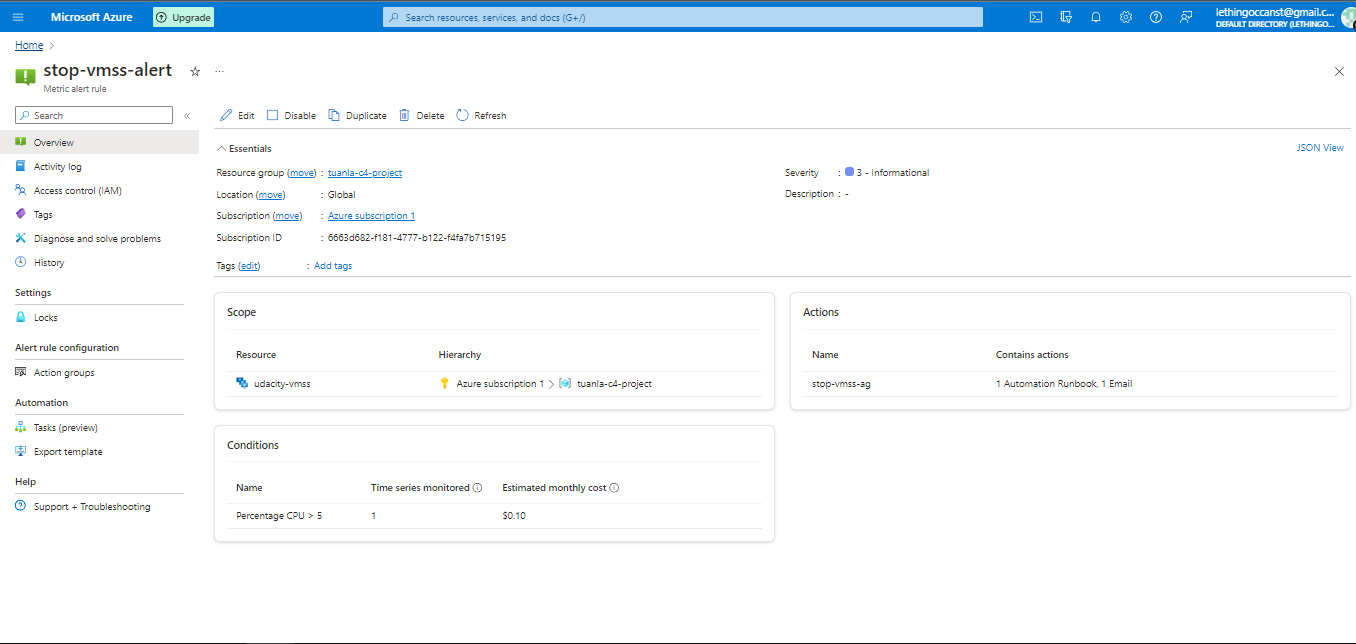 Microsoft Azure
Upgrade
Search resources, services, and docs (G+/)
lethingoccanst@gmail.c...
DEFAULT DIRECTORY (LETHINGO...
Home
stop-vmss-alert
Metric alert rule
Search
Overview
Activity log
Access control (IAM)
Tags
Diagnose and solve problems
History
Settings
Locks
Alert rule configuration
Action groups
Automation
Tasks (preview)
Export template
Help
Support + Troubleshooting
Edit Disable Duplicate Delete Refresh
Essentials
JSON View
Resource group (move) : tuanla-c4-project
Location (move) : Global
Subscription (move) : Azure subscription 1
Subscription ID : 6663d682-f181-4777-b122-f4fa7b715195
Tags (edit) : Add tags
Severity : 3 - Informational
Description : -
Scope
Resource Hierarchy
udacity-vmss Azure subscription 1 > tuanla-c4-project
Actions
Name Contains actions
stop-vmss-ag 1 Automation Runbook, 1 Email
Conditions
Name Time series monitored Estimated monthly cost
Percentage CPU > 5 1 $0.10